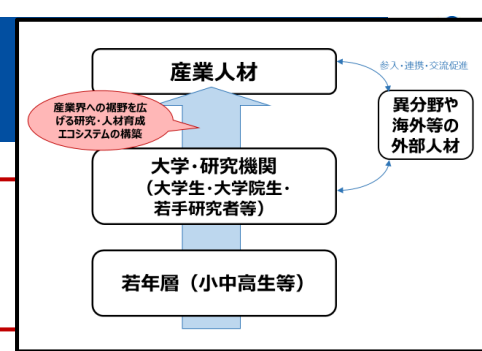 産業人材
参入・連携・交流促進
産業界への裾野を広
げる研究・人材育成
エコシステムの構築
異分野や
海外等の
外部人材
大学・研究機関
（大学生・大学院生・
若手研究者等）
若年層（小中高生等）